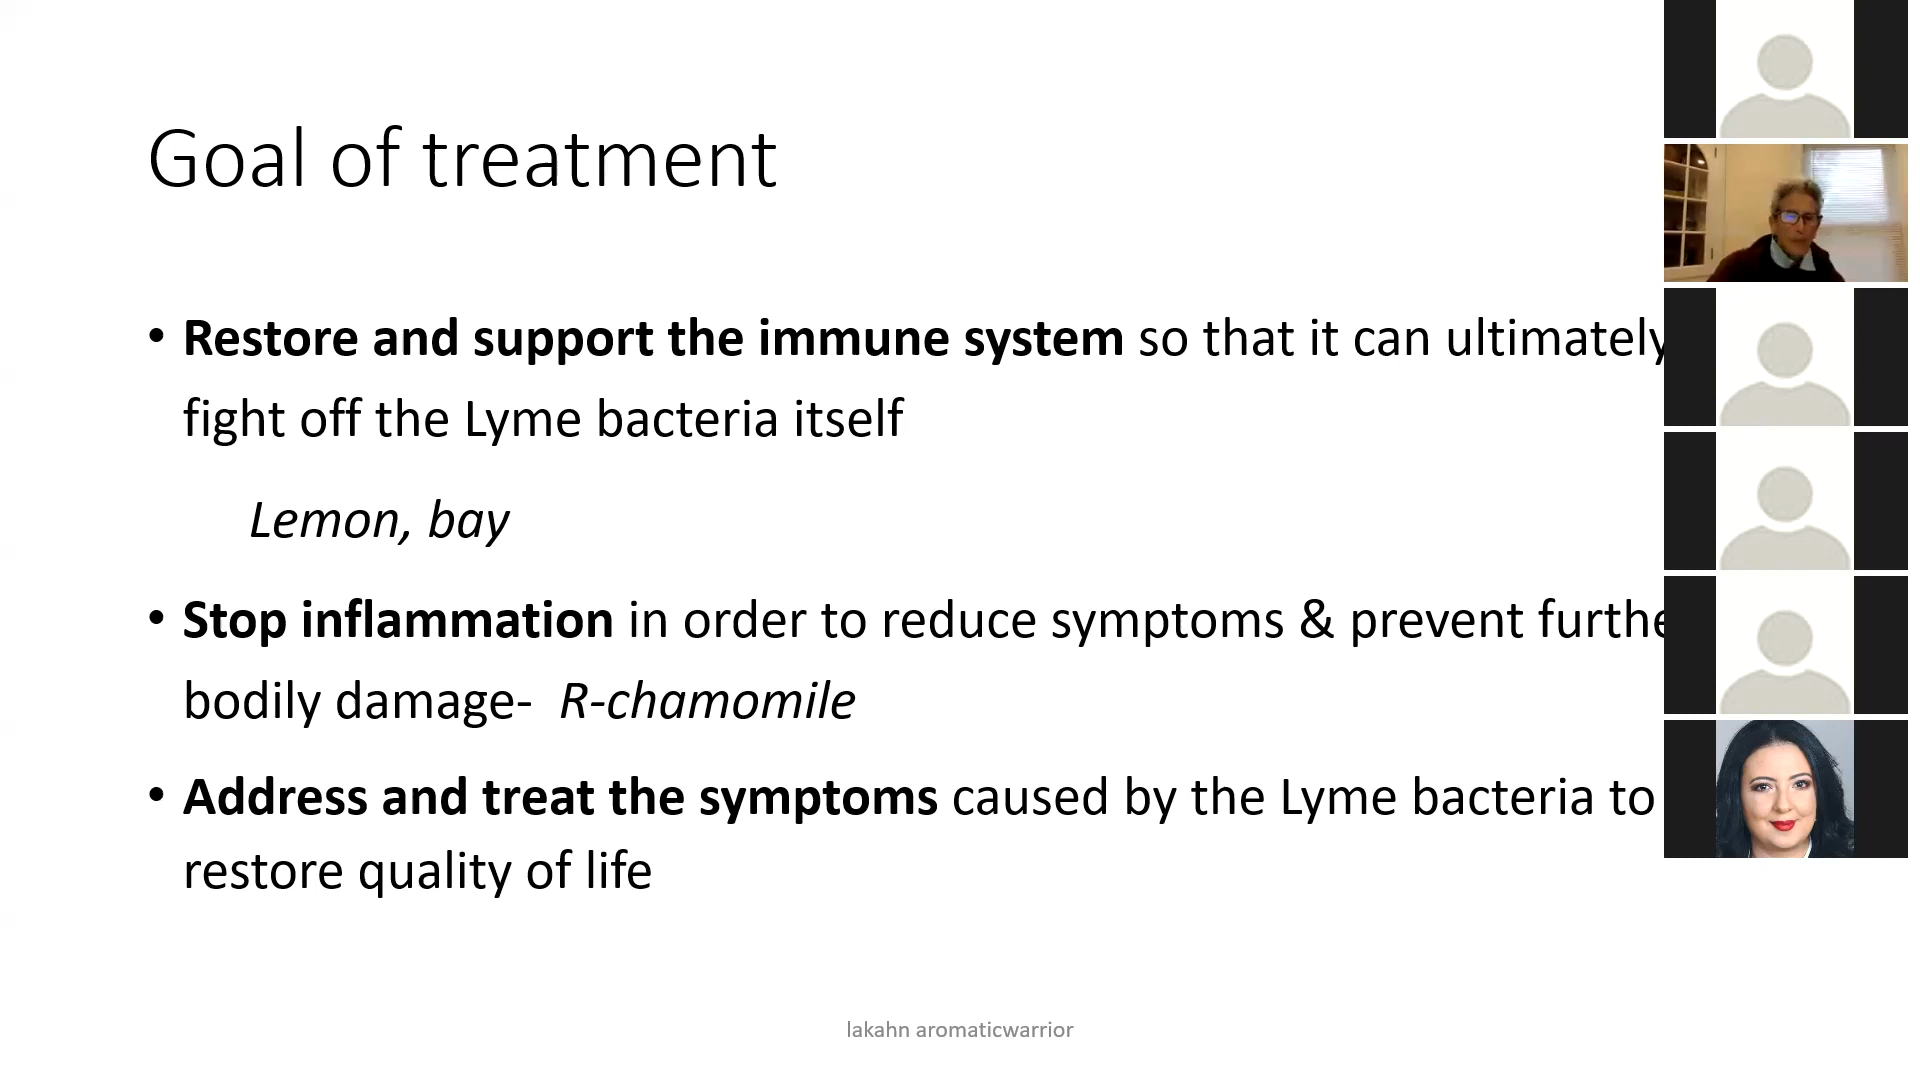 Goal of treatment
• Restore and support the immune system so that it can ultimately
fight off the Lyme bacteria itself
Lemon, bay
• Stop inflammation in order to reduce symptoms & prevent furthe
bodily damage- R-chamomile
• Address and treat the symptoms caused by the Lyme bacteria to
restore quality of life
lakahn aromaticwarrior